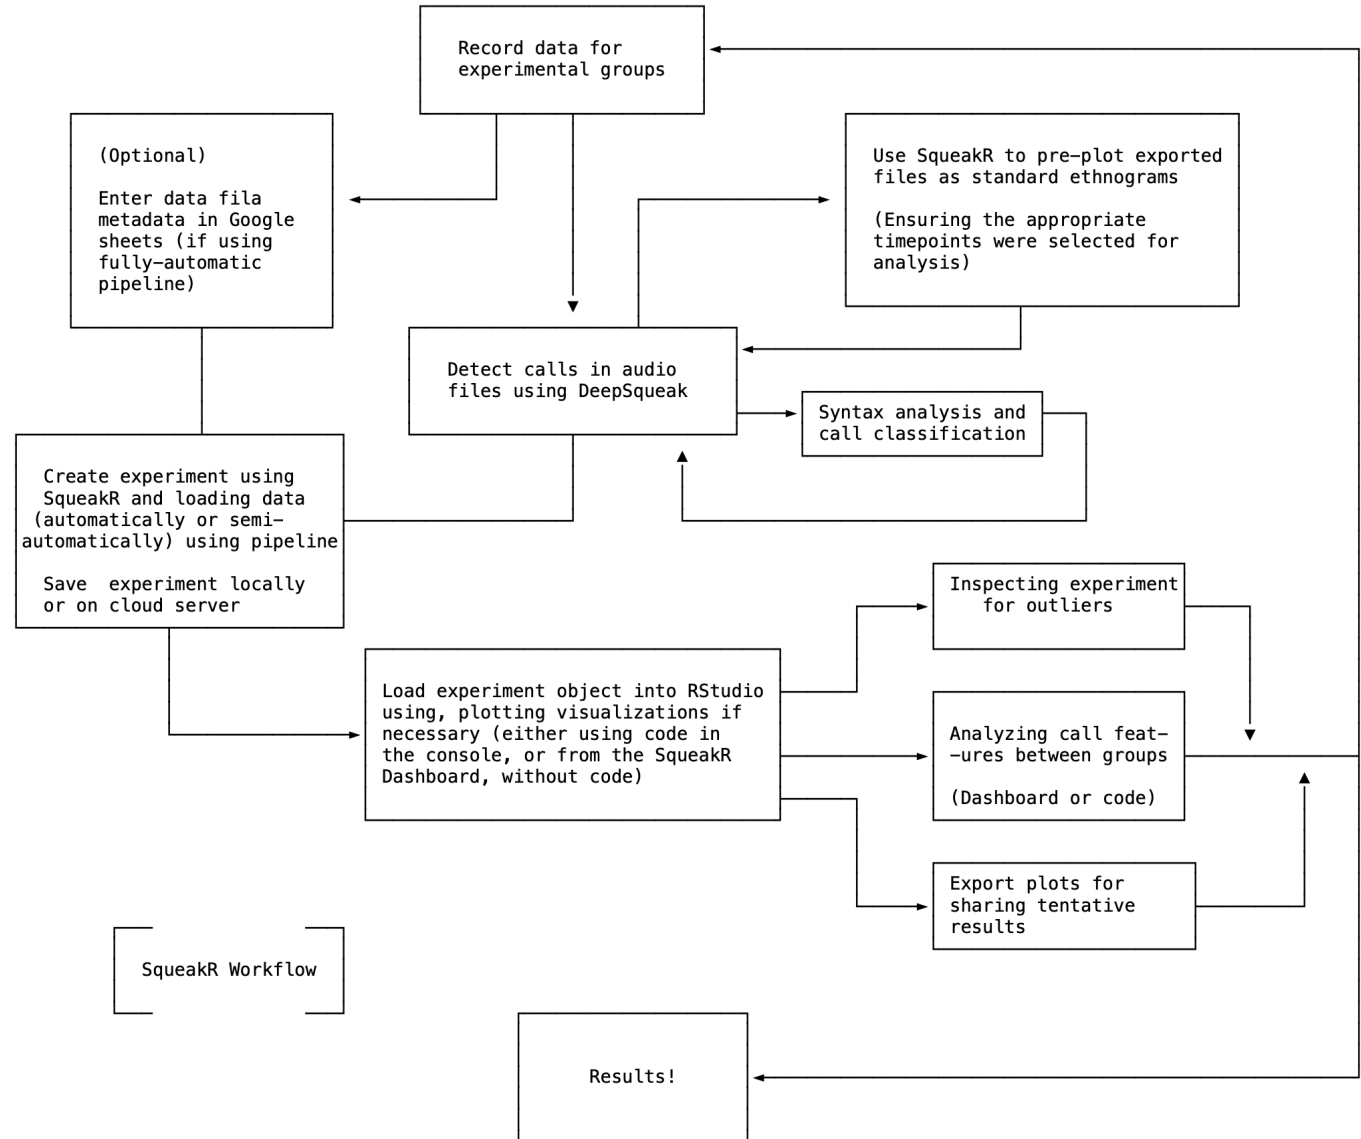 Record data for
experimental groups
(Optional)
Enter data fila
metadata in Google
sheets (if using
fully-automatic
pipeline)
Use SqueakR to pre-plot exported
files as standard ethnograms
(Ensuring the appropriate
timepoints were selected for
analysis)
Detect calls in audio
files using DeepSqueak
Syntax analysis and
call classification
Create experiment using
SqueakR and loading data
(automatically or semi-
automatically) using pipeline
Save experiment locally
or on cloud server
Inspecting experiment
for outliers
Load experiment object into RStudio
using, plotting visualizations if
necessary (either using code in
the console, or from the SqueakR
Dashboard, without code)
Analyzing call feat-
-ures between groups
(Dashboard or code)
Export plots for
sharing tentative
results
SqueakR Workflow
Results!